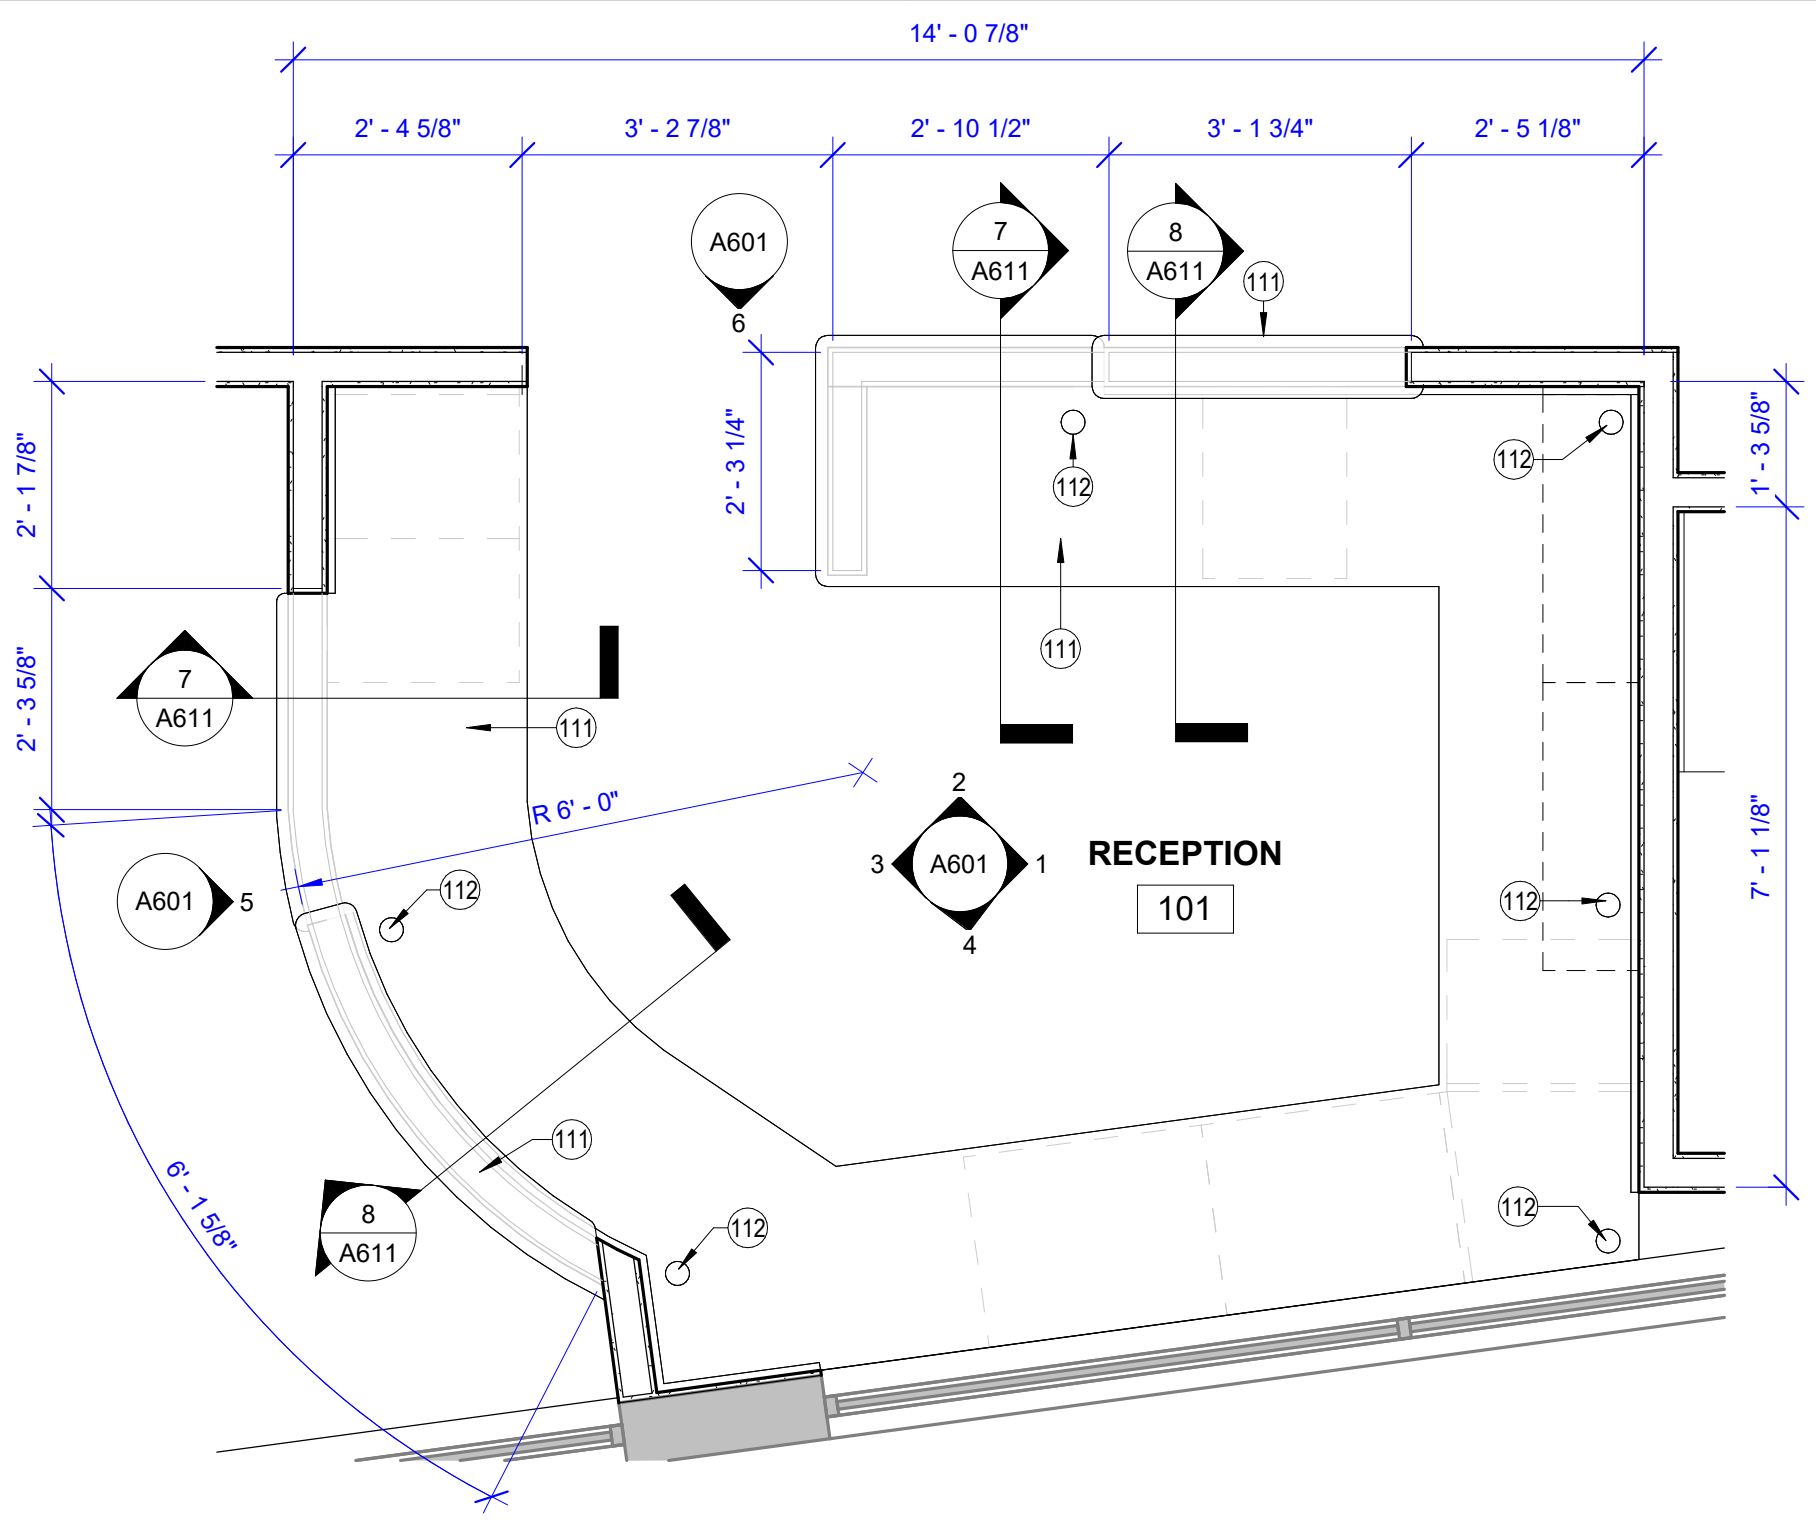 14' - 0 7/8"
2' - 4 5/8"
3' - 2 7/8"
2' - 10 1/2"
3' - 1 3/4"
2' - 5 1/8"
A601
6
7
A611
8
A611
111
2' - 1 7/8"
2' - 3 1/4"
112
112
1' - 3 5/8"
111
2' - 3 5/8"
7
A611
111
R 6' - 0"
2
3
A601
1
4
RECEPTION
101
7' - 1 1/8"
A601
5
112
112
111
6' - 1 5/8"
8
A611
112
112